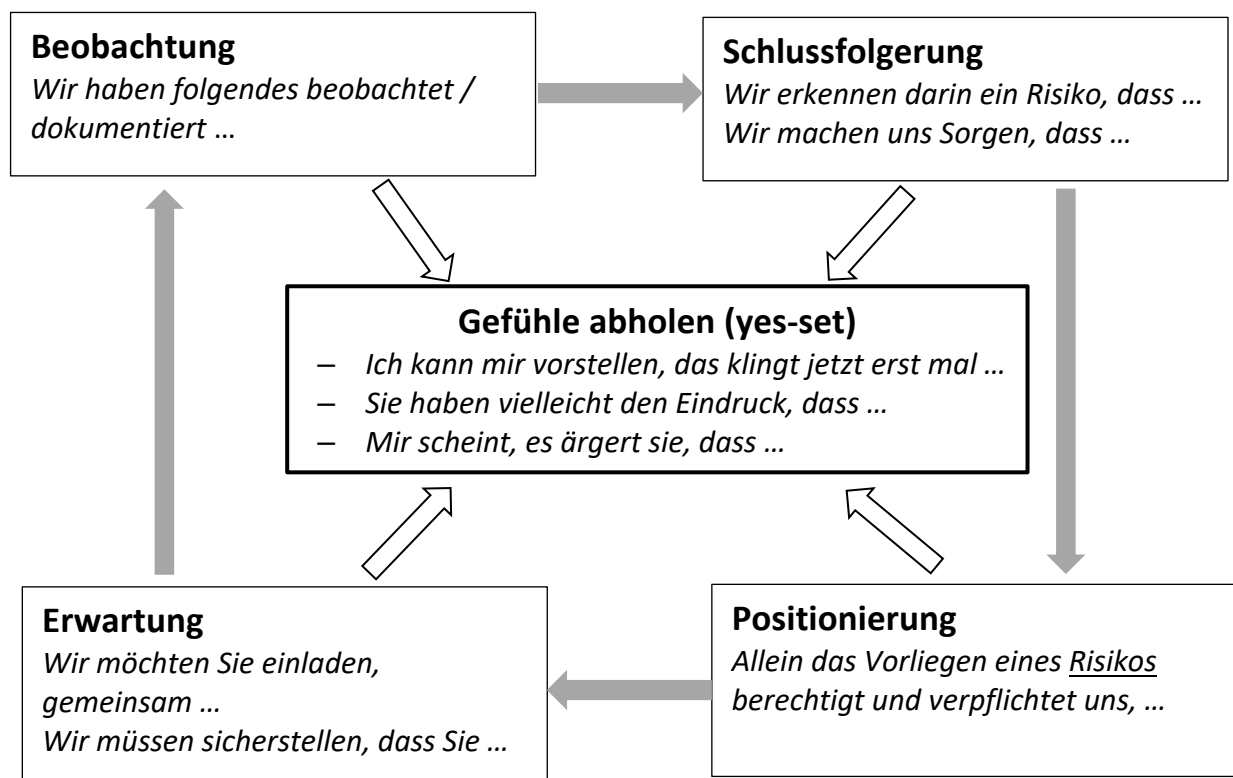 Beobachtung
Wir haben folgendes beobachtet /
dokumentiert …
Schlussfolgerung
Wir erkennen darin ein Risiko, dass …
Wir machen uns Sorgen, dass …
Gefühle abholen (yes-set)
– Ich kann mir vorstellen, das klingt jetzt erst mal …
– Sie haben vielleicht den Eindruck, dass …
– Mir scheint, es ärgert sie, dass …
Erwartung
Wir möchten Sie einladen,
gemeinsam …
Wir müssen sicherstellen, dass Sie …
Positionierung
Allein das Vorliegen eines Risikos
berechtigt und verpflichtet uns, …